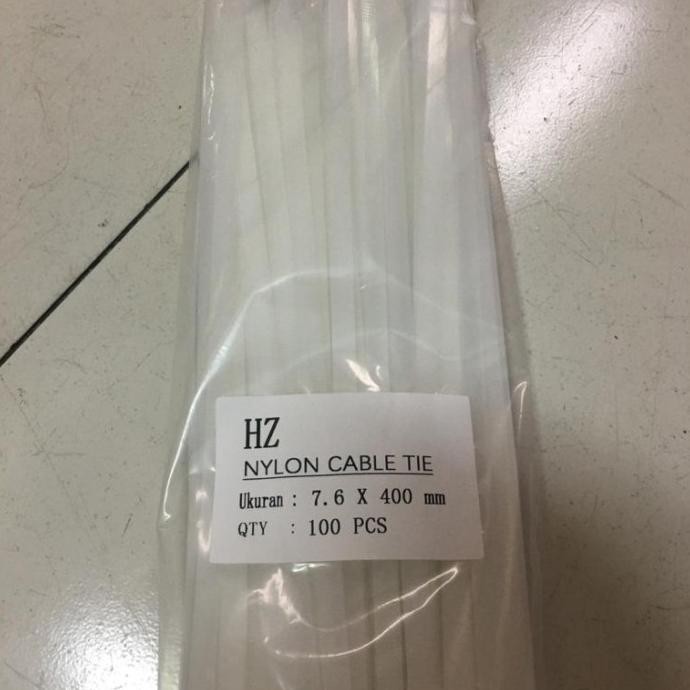 HZ
NYLON CABLE TIE
Ukuran : 7.6 X 400 mm
QTY : 100 PCS